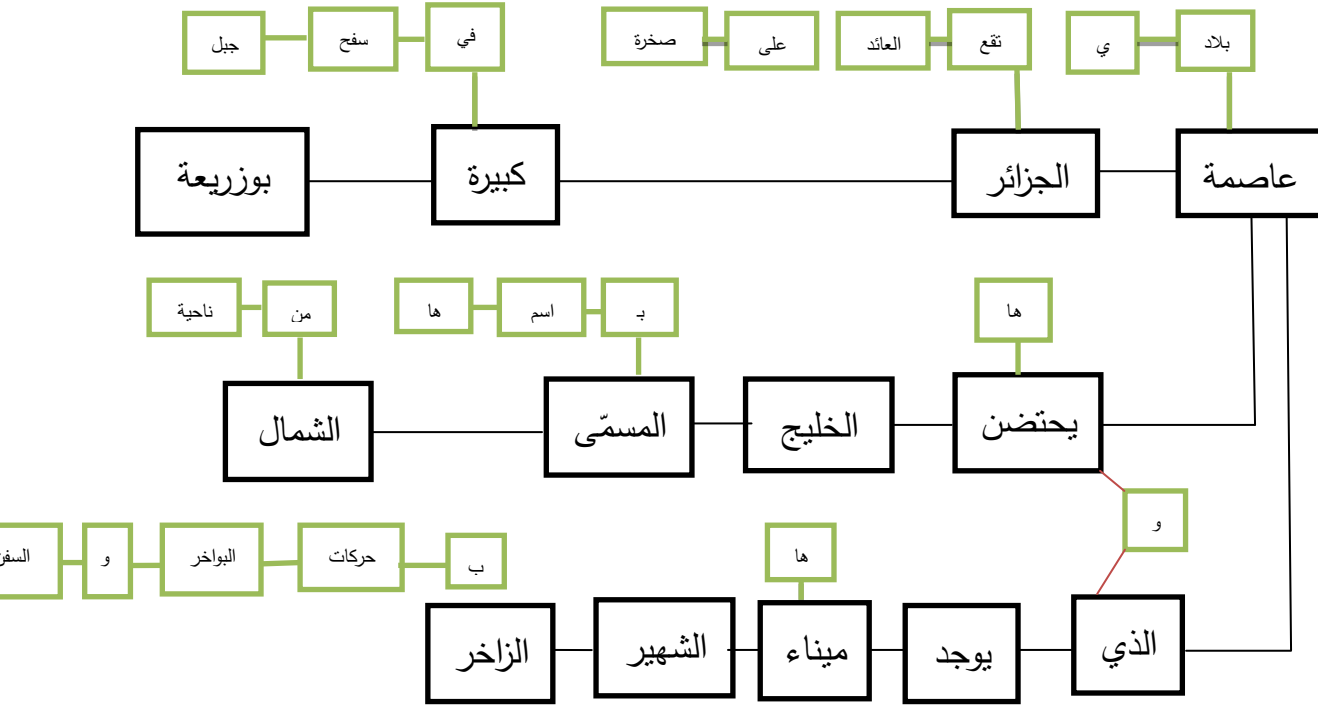 بلاد ي تقع العائد على صخرة في سفح جبل
عاصمة الجزائر كبيرة بوزريعة
ها بـ اسم ها من ناحية
يحتضن الخليج المسمّى الشمال
و
ها ب حركات البواخر و السفن
الذي يوجد ميناء الشهير الزاخر